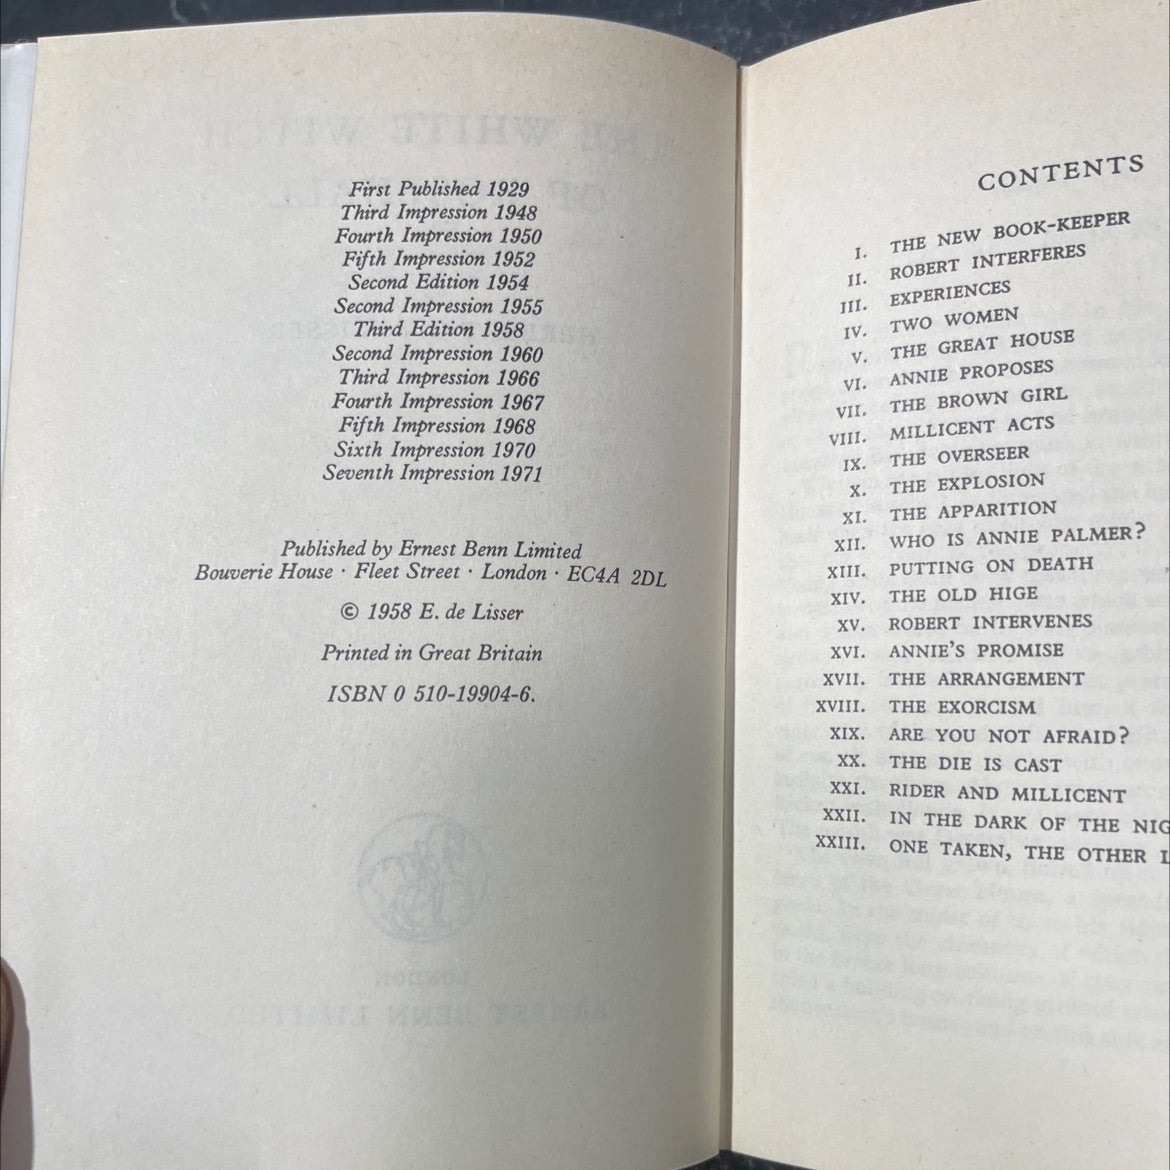 First Published 1929
Third Impression 1948
Fourth Impression 1950
Fifth Impression 1952
Second Edition 1954
Second Impression 1955
Third Edition 1958
Second Impression 1960
Third Impression 1966
Fourth Impression 1967
Fifth Impression 1968
Sixth Impression 1970
Seventh Impression 1971
Published by Ernest Benn Limited
Bouverie House · Fleet Street · London · EC4A 2DL
© 1958 E. de Lisser
Printed in Great Britain
ISBN 0 510-19904-6.
CONTENTS
I. THE NEW BOOK-KEEPER
II. ROBERT INTERFERES
III. EXPERIENCES
IV. TWO WOMEN
V. THE GREAT HOUSE
VI. ANNIE PROPOSES
VII. THE BROWN GIRL
VIII. MILLICENT ACTS
IX. THE OVERSEER
X. THE EXPLOSION
XI. THE APPARITION
XII. WHO IS ANNIE PALMER?
XIII. PUTTING ON DEATH
XIV. THE OLD HIGE
XV. ROBERT INTERVENES
XVI. ANNIE'S PROMISE
XVII. THE ARRANGEMENT
XVIII. THE EXORCISM
XIX. ARE YOU NOT AFRAID?
XX. THE DIE IS CAST
XXI. RIDER AND MILLICENT
XXII. IN THE DARK OF THE NIG
XXIII. ONE TAKEN, THE OTHER L